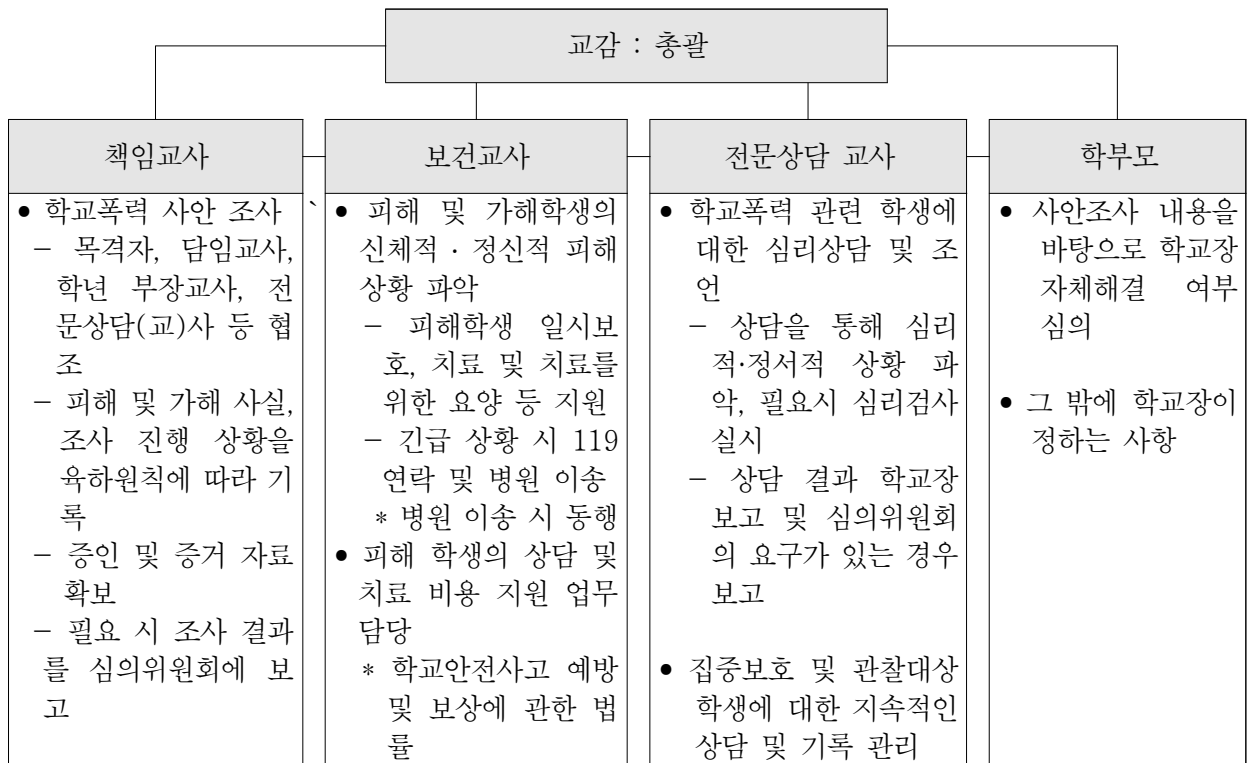 교감 : 총괄
책임교사
● 학교폭력 사안 조사
－ 목격자, 담임교사,
학년 부장교사, 전
문상담(교)사 등 협
조
－ 피해 및 가해 사실,
조사 진행 상황을
육하원칙에 따라 기
록
－ 증인 및 증거 자료
확보
－ 필요 시 조사 결과
를 심의위원회에 보
고
`
보건교사
● 피해 및 가해학생의
신체적 · 정신적 피해
상황 파악
－ 피해학생 일시보
호, 치료 및 치료를
위한 요양 등 지원
－ 긴급 상황 시 119
연락 및 병원 이송
* 병원 이송 시 동행
● 피해 학생의 상담 및
치료 비용 지원 업무
담당
* 학교안전사고 예방
및 보상에 관한 법
률
전문상담 교사
● 학교폭력 관련 학생에
대한 심리상담 및 조
언
－ 상담을 통해 심리
적·정서적 상황 파
악, 필요시 심리검사
실시
－ 상담 결과 학교장
보고 및 심의위원회
의 요구가 있는 경우
보고
● 집중보호 및 관찰대상
학생에 대한 지속적인
상담 및 기록 관리
학부모
● 사안조사 내용을
바탕으로 학교장
자체해결 여부
심의
● 그 밖에 학교장이
정하는 사항